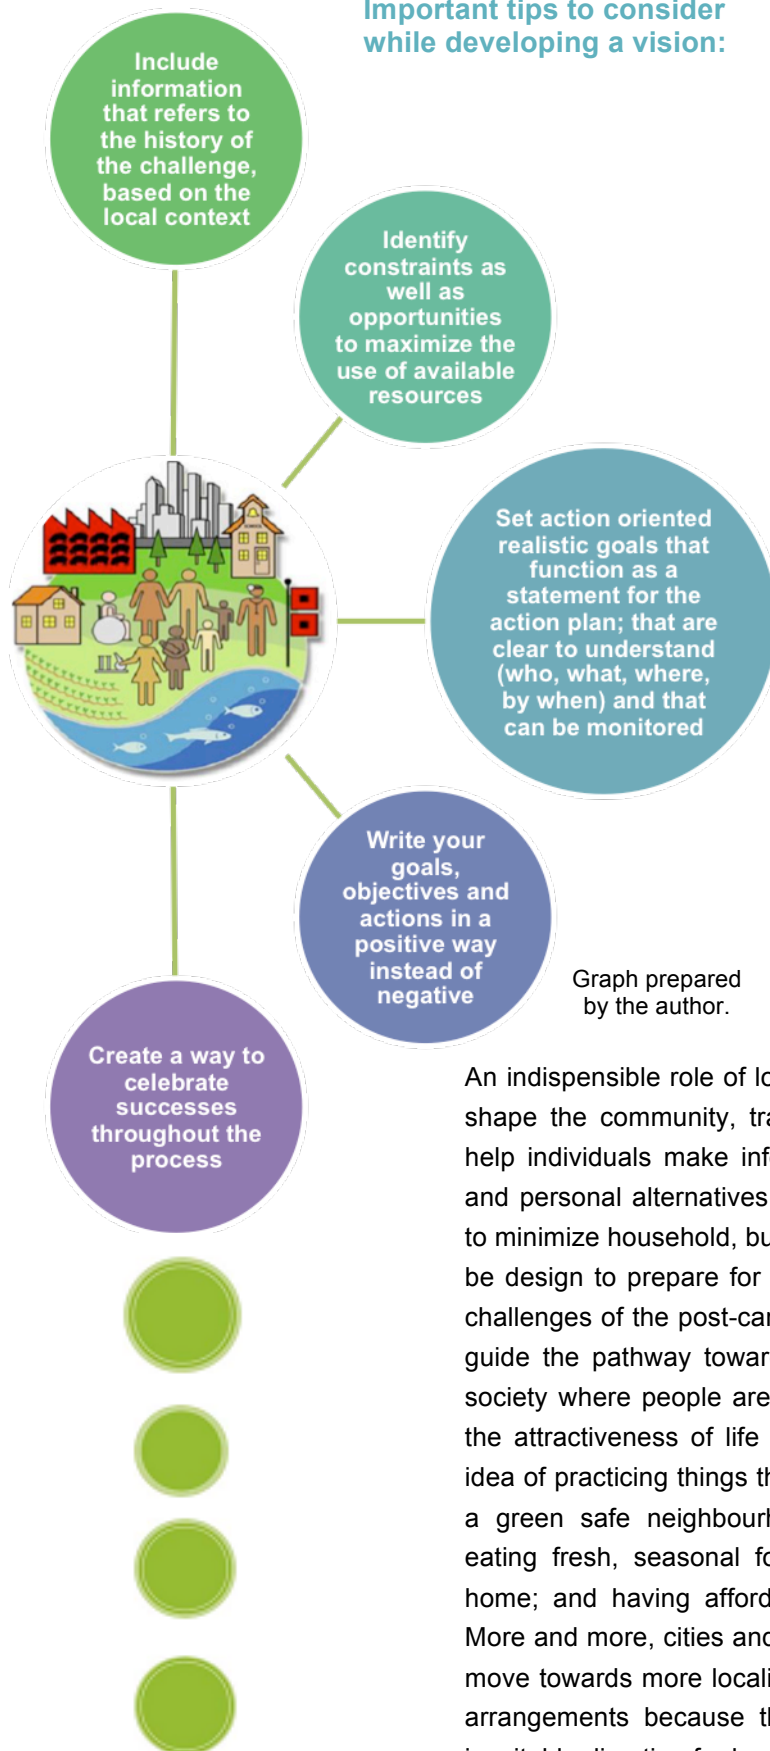 Important tips to consider
while developing a vision:
Include
information
that refers to
the history of
the challenge,
based on the
local context
Identify
constraints as
well as
opportunities
to maximize the
use of available
resources
Set action oriented
realistic goals that
function as a
statement for the
action plan; that are
clear to understand
(who, what, where,
by when) and that
can be monitored
Write your
goals,
objectives and
actions in a
positive way
instead of
negative
Create a way to
celebrate
successes
throughout the
process
Graph prepared
by the author.
An indispensible role of
shape the community,
help individuals make
and personal alternatives
to minimize household,
be design to prepare for
challenges of the
guide the pathway
society where people are
the attractiveness of life
idea of practicing things
a green safe
eating fresh, seasonal
home; and having
More and more, cities
move towards more
arrangements because